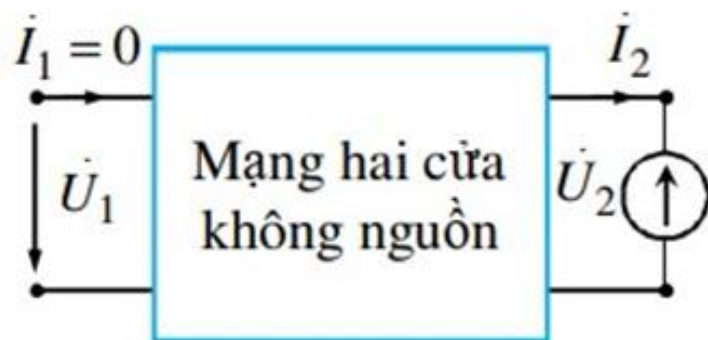 İ₁ = 0
İ₂
U̇₁
Mạng hai cửa
không nguồn
U̇₂